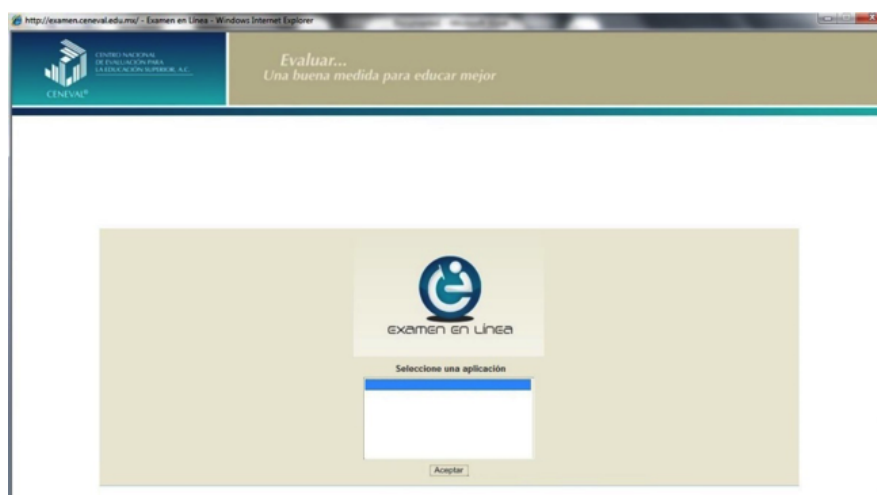 http://examen.ceneval.edu.mx/ - Examen en Línea - Windows Internet Explorer
CENTRO NACIONAL
DE EVALUACIÓN PARA
LA EDUCACIÓN SUPERIOR, A.C.
CENEVAL®
Evaluar...
Una buena medida para educar mejor
examen en Línea
Seleccione una aplicación
Aceptar